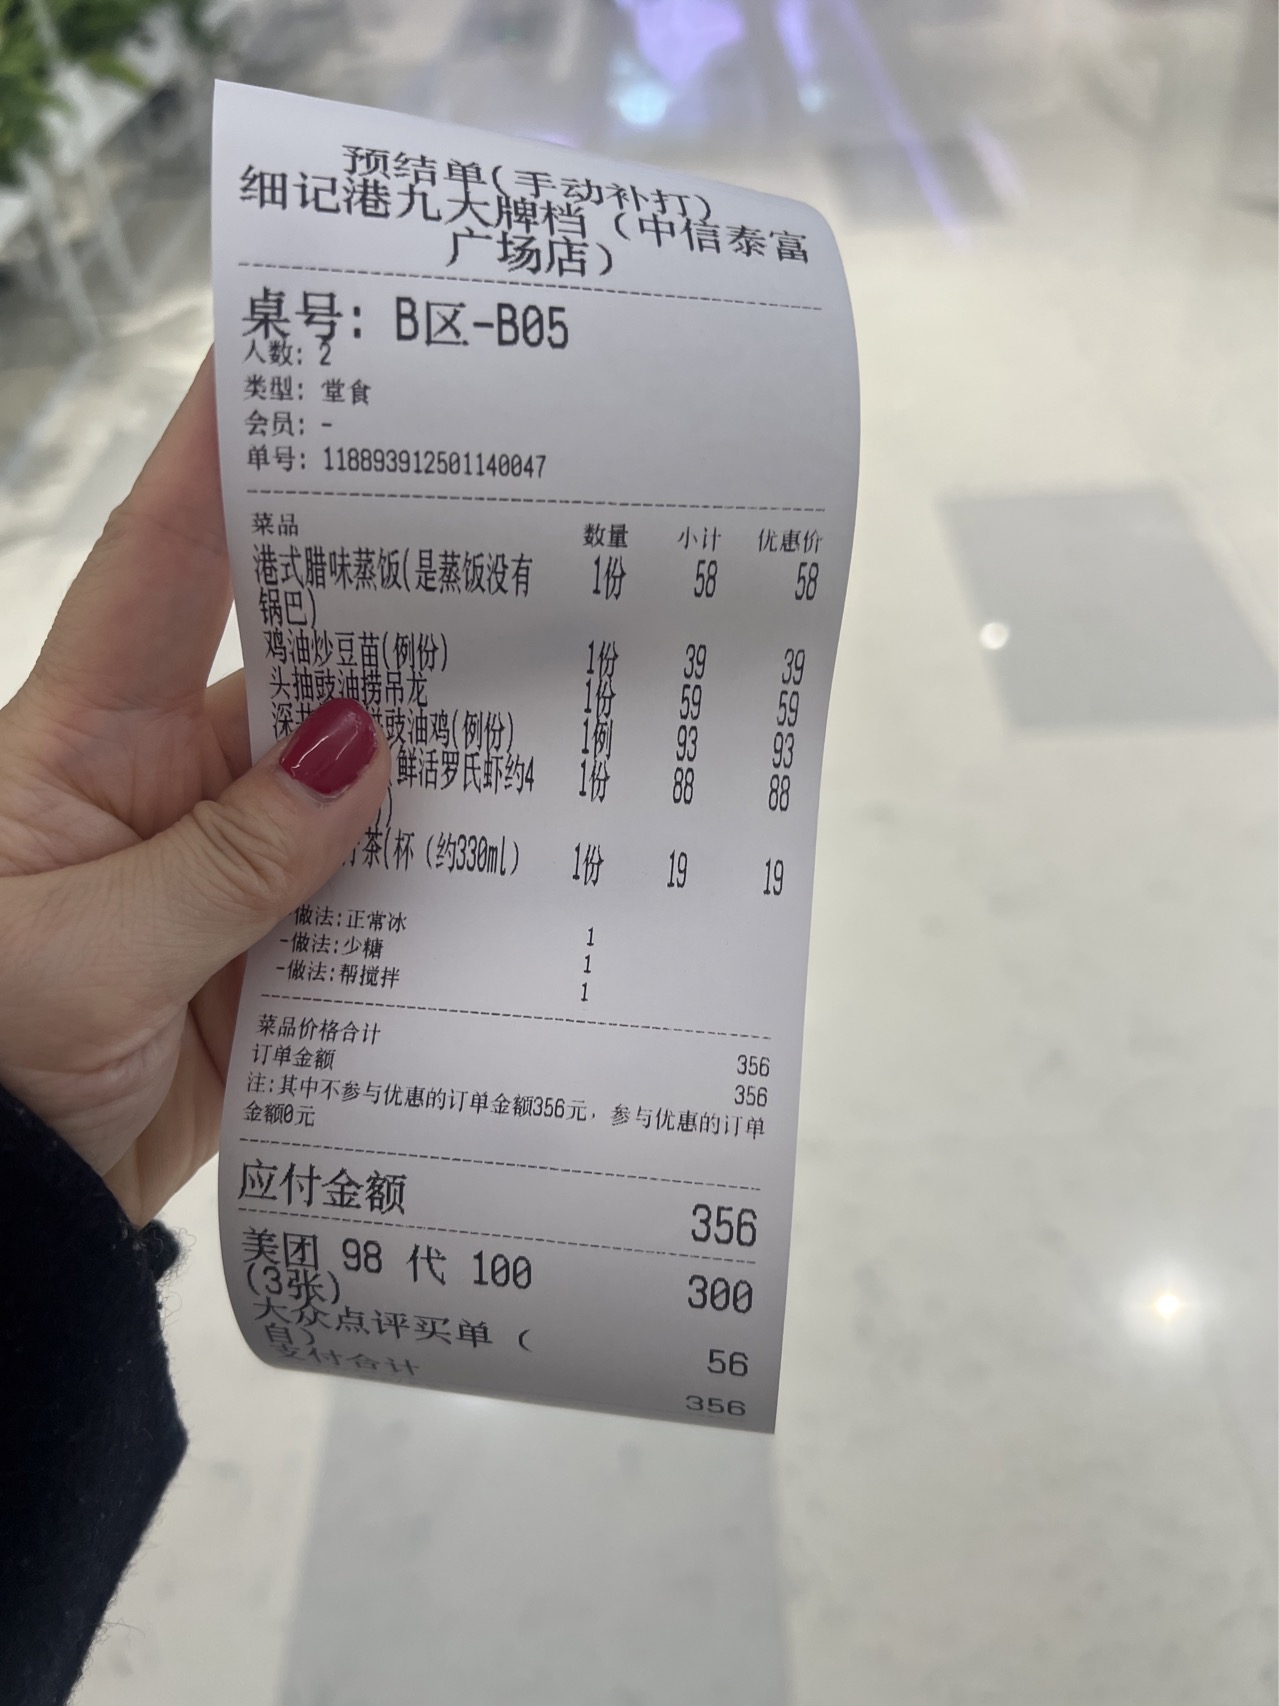 预结单(手动补打)
细记港九大牌档（中信泰富
广场店）
桌号: B区-B05
人数: 2
类型: 堂食
会员: -
单号: 118893912501140047
菜品 数量 小计 优惠价
港式腊味蒸饭(是蒸饭没有 1份 58 58
锅巴)
鸡油炒豆苗(例份) 1份 39 39
头抽豉油捞吊龙 1份 59 59
深井 豉油鸡(例份) 1例 93 93
鲜活罗氏虾约4 1份 88 88
)
茶(杯（约330ml） 1份 19 19
-做法:正常冰 1
-做法:少糖 1
-做法:帮搅拌 1
菜品价格合计 356
订单金额 356
注:其中不参与优惠的订单金额356元，参与优惠的订单
金额0元
应付金额 356
美团 98 代 100 300
(3张)
大众点评买单（ 56
自）
支付合计 356